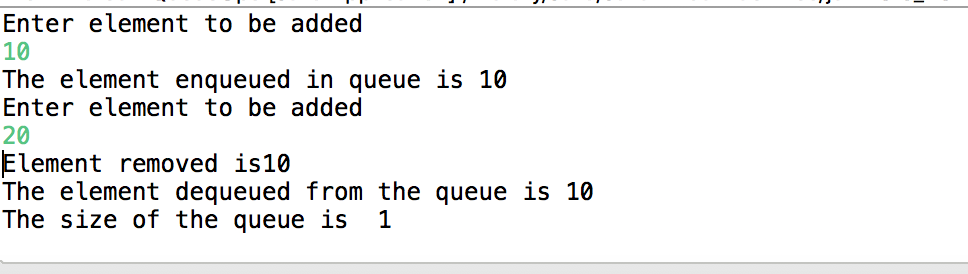 Enter element to be added
10
The element enqueued in queue is 10
Enter element to be added
20
Element removed is10
The element dequeued from the queue is 10
The size of the queue is  1